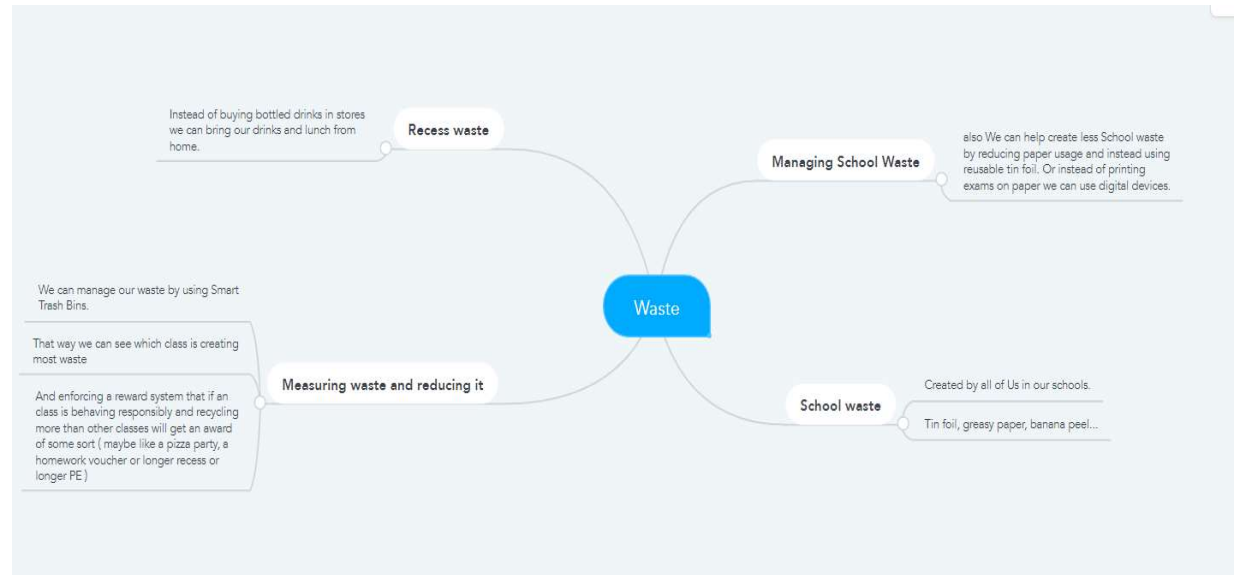 Instead of buying bottled drinks in stores
we can bring our drinks and lunch from
home.
Recess waste
Managing School Waste
also We can help create less School waste
by reducing paper usage and instead using
reusable tin foil. Or instead of printing
exams on paper we can use digital devices.
Waste
We can manage our waste by using Smart
Trash Bins.
That way we can see which class is creating
most waste
And enforcing a reward system that if an
class is behaving responsibly and recycling
more than other classes will get an award
of some sort ( maybe like a pizza party, a
homework voucher or longer recess or
longer PE )
Measuring waste and reducing it
School waste
Created by all of Us in our schools.
Tin foil, greasy paper, banana peel...